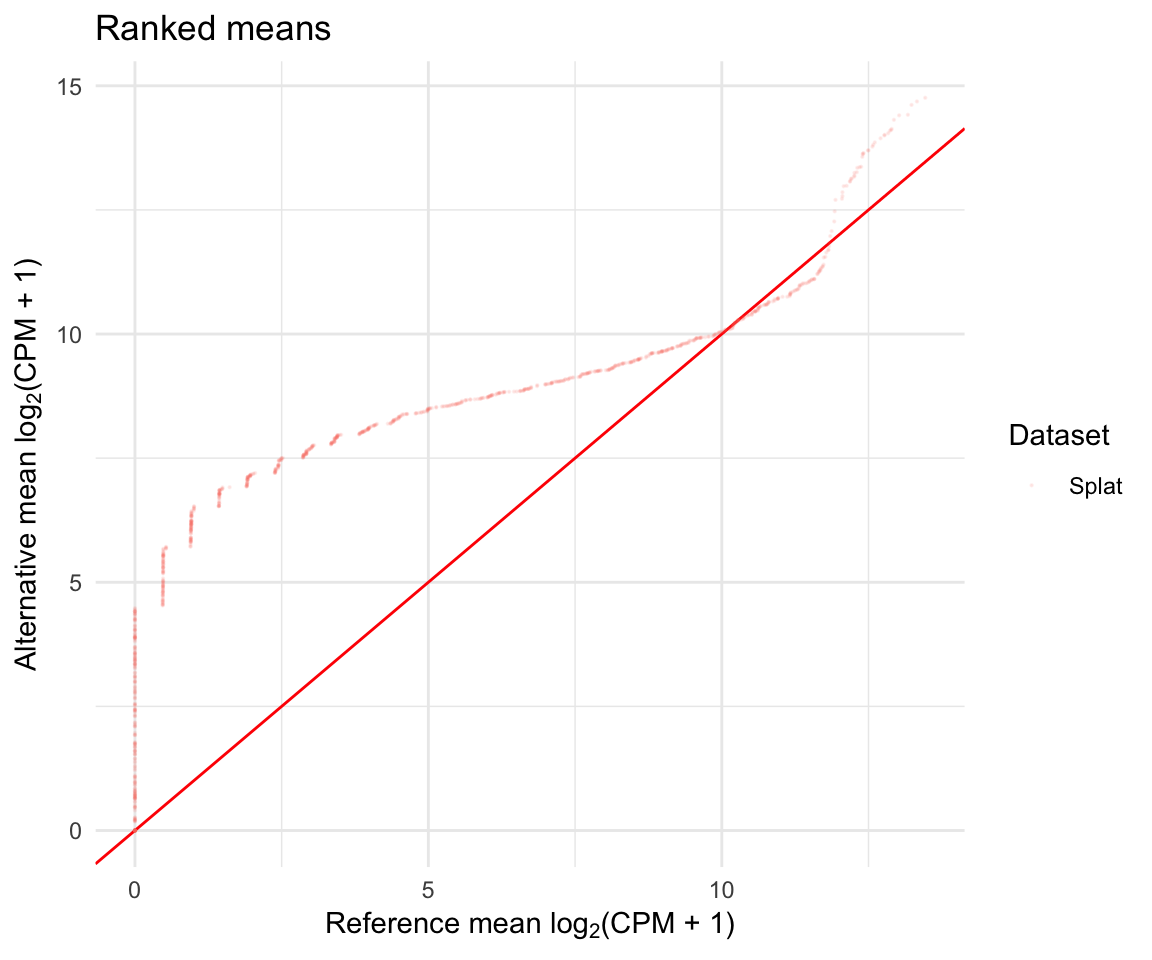 Ranked means
15
10
5
0
Alternative mean log₂(CPM + 1)
0 5 10
Reference mean log₂(CPM + 1)
Dataset
Splat